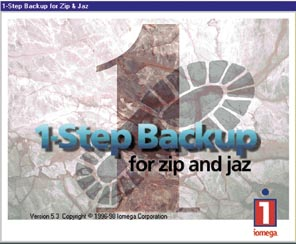 1-Step Backup for Zip & Jaz
1
1-Step Backup
for zip and jaz
Version 5.3 Copyright © 1996-98 Iomega Corporation
iomega